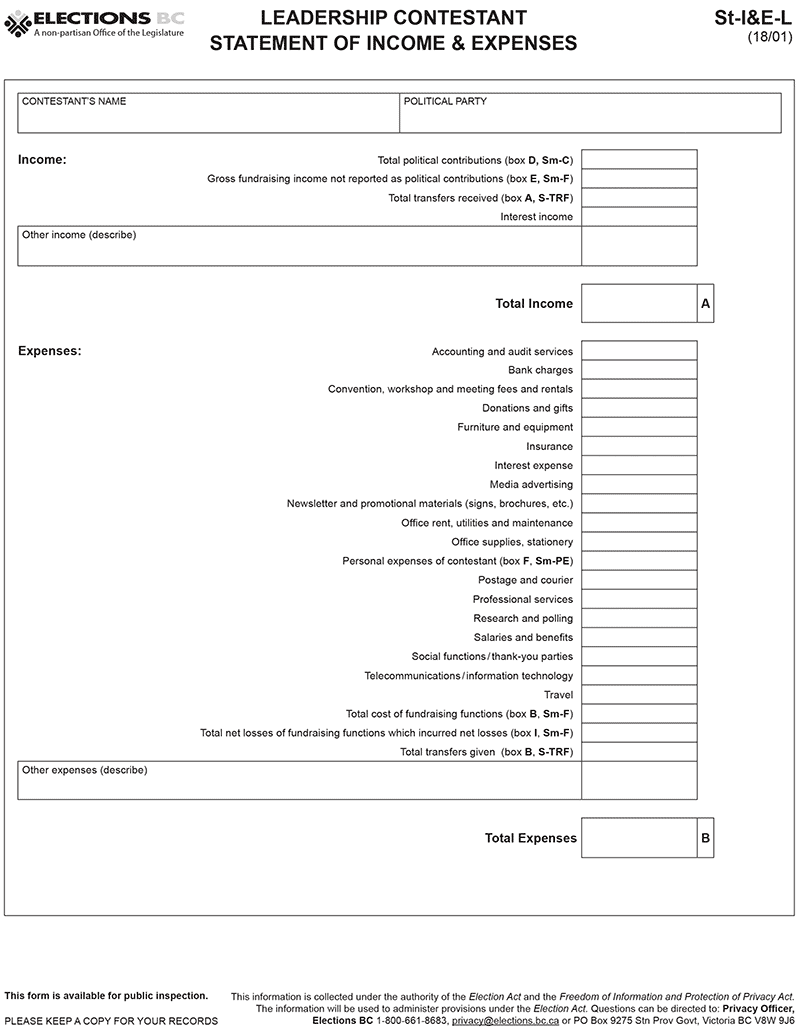 ELECTIONS BC
A non-partisan Office of the Legislature
LEADERSHIP CONTESTANT
STATEMENT OF INCOME & EXPENSES
St-I&E-L
(18/01)
CONTESTANT'S NAME
POLITICAL PARTY
Income:
Total political contributions (box D, Sm-C)
Gross fundraising income not reported as political contributions (box E, Sm-F)
Total transfers received (box A, S-TRF)
Interest income
Other income (describe)
Total Income A
Expenses:
Accounting and audit services
Bank charges
Convention, workshop and meeting fees and rentals
Donations and gifts
Furniture and equipment
Insurance
Interest expense
Media advertising
Newsletter and promotional materials (signs, brochures, etc.)
Office rent, utilities and maintenance
Office supplies, stationery
Personal expenses of contestant (box F, Sm-PE)
Postage and courier
Professional services
Research and polling
Salaries and benefits
Social functions/thank-you parties
Telecommunications/information technology
Travel
Total cost of fundraising functions (box B, Sm-F)
Total net losses of fundraising functions which incurred net losses (box I, Sm-F)
Total transfers given (box B, S-TRF)
Other expenses (describe)
Total Expenses B
This form is available for public inspection.
PLEASE KEEP A COPY FOR YOUR RECORDS
This information is collected under the authority of the Election Act and the Freedom of Information and Protection of Privacy Act.
The information will be used to administer provisions under the Election Act. Questions can be directed to: Privacy Officer,
Elections BC 1-800-661-8683, privacy@elections.bc.ca or PO Box 9275 Stn Prov Govt, Victoria BC V8W 9J6